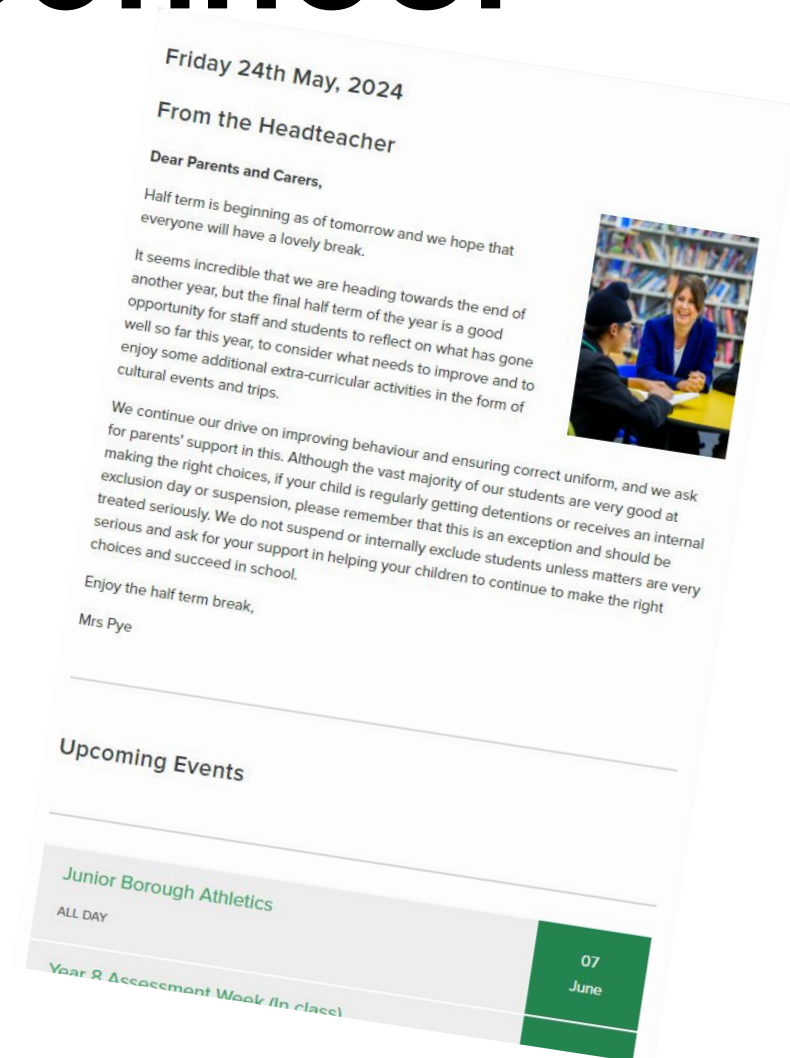 Friday 24th May, 2024
From the Headteacher
Dear Parents and Carers,
Half term is beginning as of tomorrow and we hope that
everyone will have a lovely break.
It seems incredible that we are heading towards the end of
another year, but the final half term of the year is a good
opportunity for staff and students to reflect on what has gone
well so far this year, to consider what needs to improve and to
enjoy some additional extra-curricular activities in the form of
cultural events and trips.
We continue our drive on improving behaviour and ensuring correct uniform, and we ask
for parents' support in this. Although the vast majority of our students are very good at
making the right choices, if your child is regularly getting detentions or receives an internal
exclusion day or suspension, please remember that this is an exception and should be
treated seriously. We do not suspend or internally exclude students unless matters are very
serious and ask for your support in helping your children to continue to make the right
choices and succeed in school.
Enjoy the half term break,
Mrs Pye
Upcoming Events
Junior Borough Athletics
ALL DAY
07
June
Year 8 Assessment Week (In class)